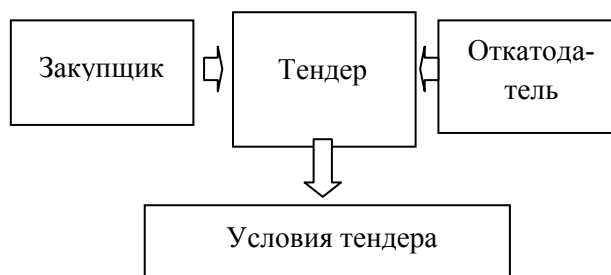 Закупщик
Тендер
Откатода-
тель
Условия тендера